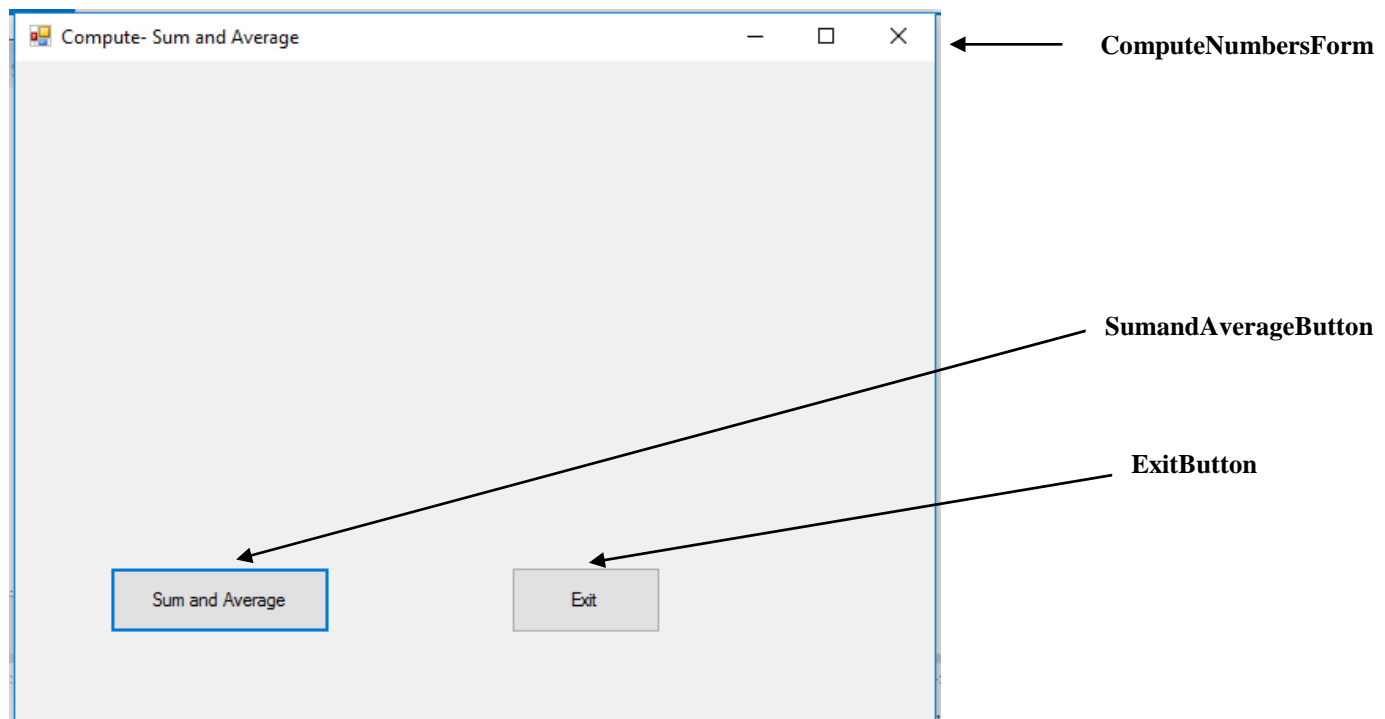 Compute- Sum and Average
ComputeNumbersForm
SumandAverageButton
ExitButton
Sum and Average
Exit